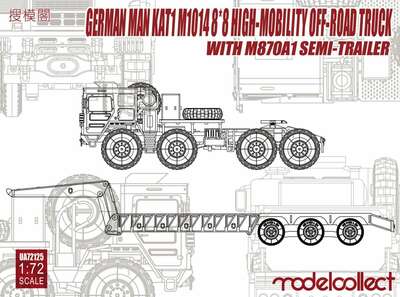 搜模閣
GERMAN MAN KAT1 M1014 8*8 HIGH-MOBILITY OFF-ROAD TRUCK
WITH M870A1 SEMI-TRAILER
UA72125
1:72
SCALE
modelcollect